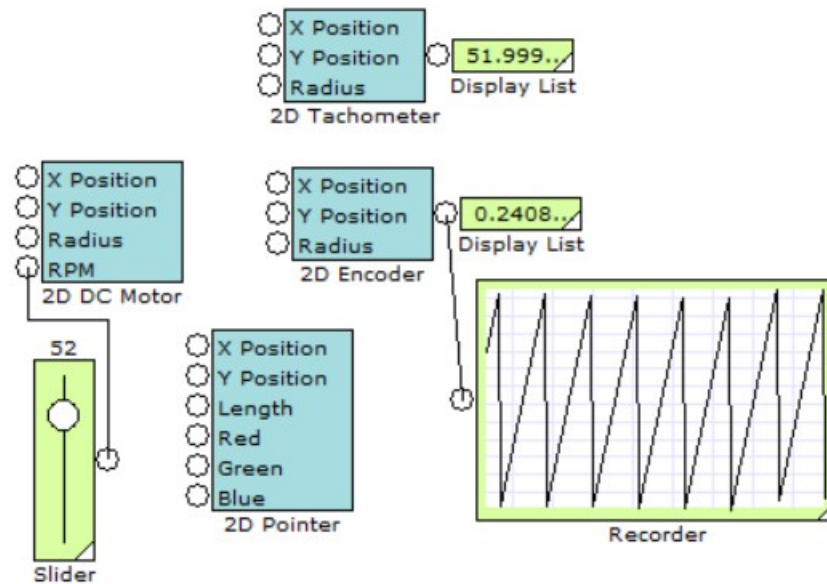 X Position
Y Position
Radius
2D Tachometer
51.999...
Display List
X Position
Y Position
Radius
RPM
2D DC Motor
X Position
Y Position
Radius
2D Encoder
0.2408...
Display List
52
Slider
X Position
Y Position
Length
Red
Green
Blue
2D Pointer
Recorder